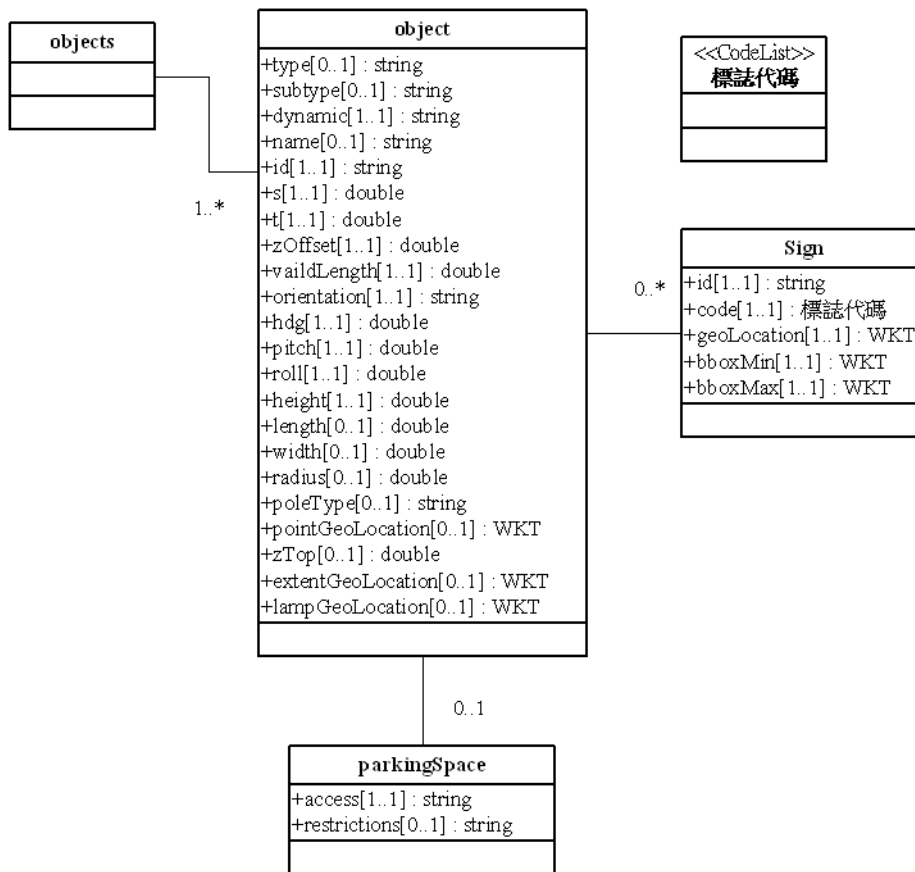 objects
object
+type[0..1] : string
+subtype[0..1] : string
+dynamic[1..1] : string
+name[0..1] : string
+id[1..1] : string
+s[1..1] : double
+t[1..1] : double
+zOffset[1..1] : double
+vaildLength[1..1] : double
+orientation[1..1] : string
+hdg[1..1] : double
+pitch[1..1] : double
+roll[1..1] : double
+height[1..1] : double
+length[0..1] : double
+width[0..1] : double
+radius[0..1] : double
+poleType[0..1] : string
+pointGeoLocation[0..1] : WKT
+zTop[0..1] : double
+extentGeoLocation[0..1] : WKT
+lampGeoLocation[0..1] : WKT
1..*
<<CodeList>>
標誌代碼
0..*
Sign
+id[1..1] : string
+code[1..1] : 標誌代碼
+geoLocation[1..1] : WKT
+bboxMin[1..1] : WKT
+bboxMax[1..1] : WKT
0..1
parkingSpace
+access[1..1] : string
+restrictions[0..1] : string